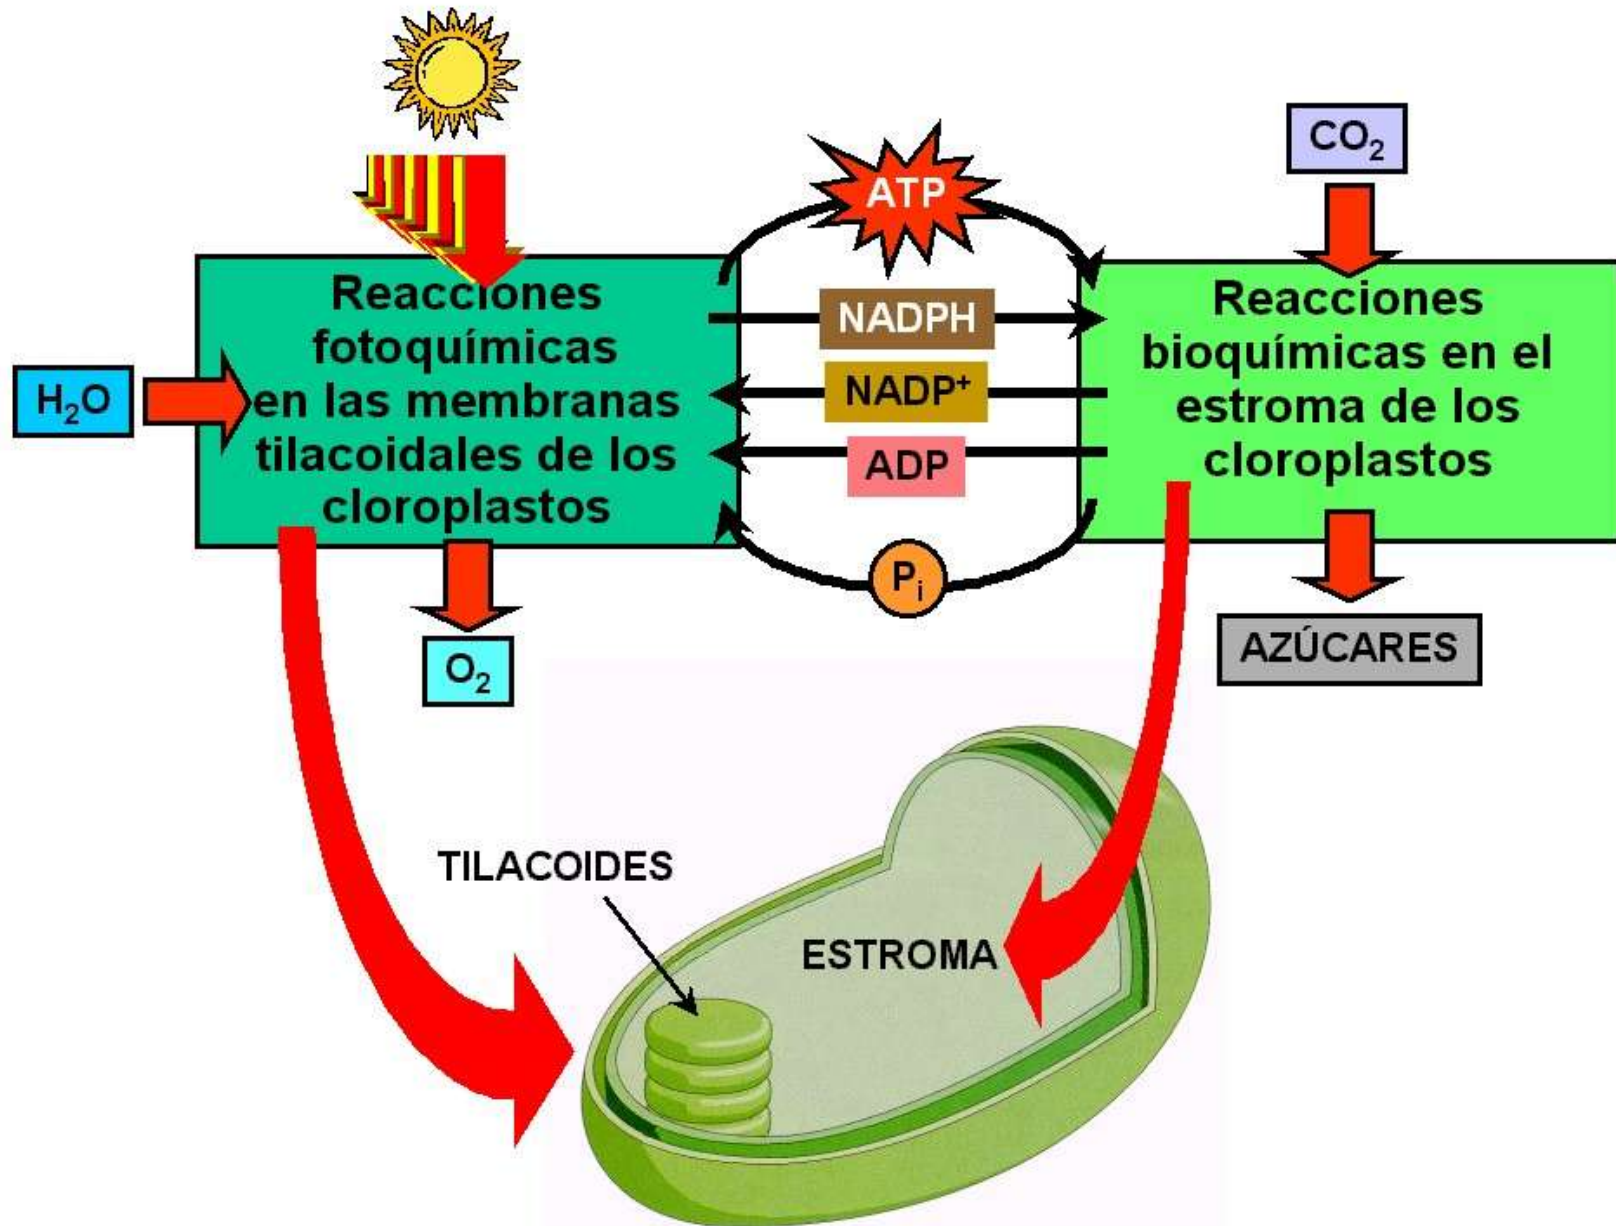 ATP
CO2
Reacciones
fotoquímicas
en las membranas
tilacoidales de los
cloroplastos
H2O
NADPH
NADP+
ADP
Pi
Reacciones
bioquímicas en el
estroma de los
cloroplastos
O2
AZÚCARES
TILACOIDES
ESTROMA